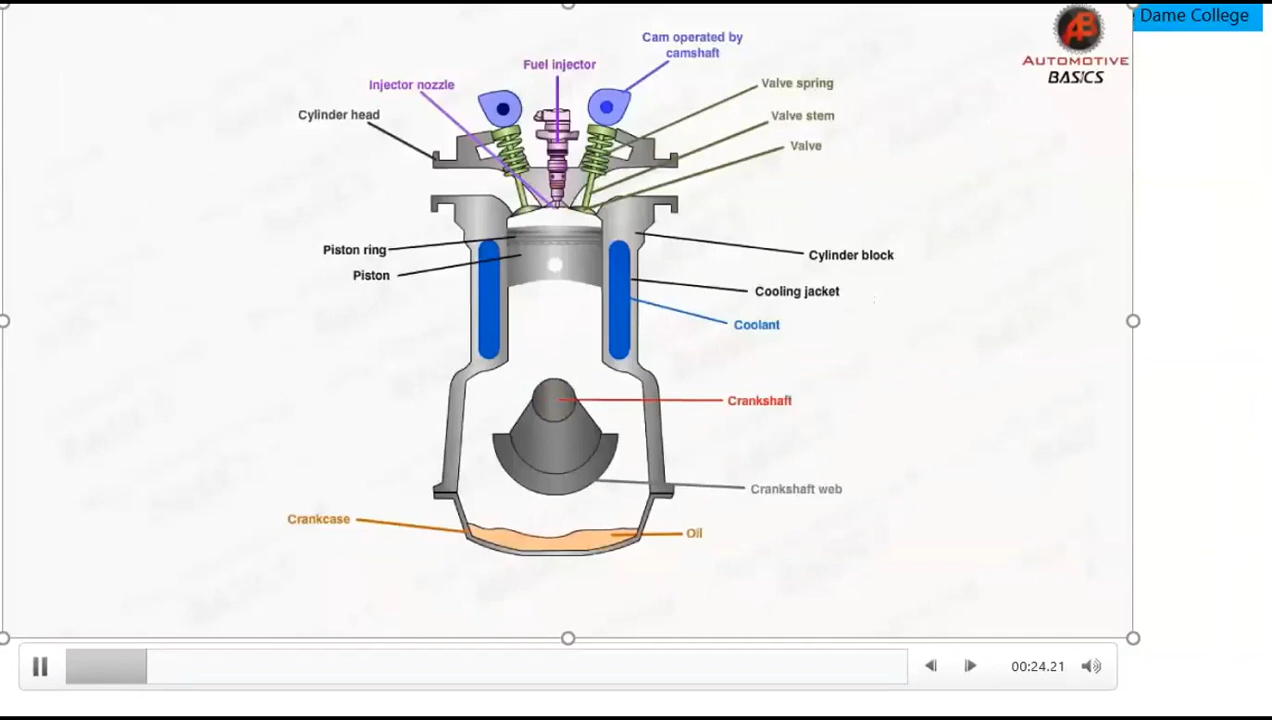 Dame College
AUTOMOTIVE
BASICS
Cam operated by
camshaft
Fuel injector
Injector nozzle
Valve spring
Cylinder head
Valve stem
Valve
Piston ring
Cylinder block
Piston
Cooling jacket
Coolant
Crankshaft
Crankshaft web
Crankcase
Oil
00:24.21